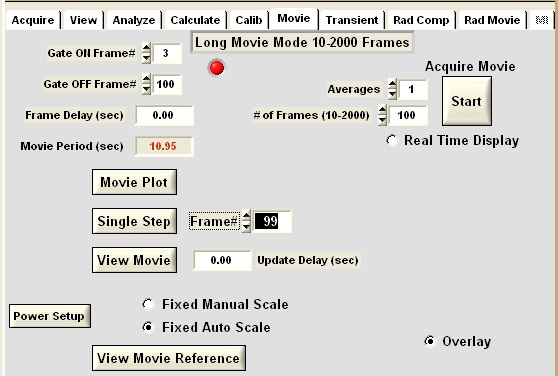 Acquire View Analyze Calculate Calib Movie Transient Rad Comp Rad Movie
Long Movie Mode 10-2000 Frames
Gate ON Frame# 3
Gate OFF Frame# 100
Acquire Movie
Averages 1
Start
Frame Delay (sec) 0.00
# of Frames (10-2000) 100
Real Time Display
Movie Period (sec) 10.95
Movie Plot
Single Step Frame# 99
View Movie 0.00 Update Delay (sec)
Power Setup
Fixed Manual Scale
Fixed Auto Scale
Overlay
View Movie Reference